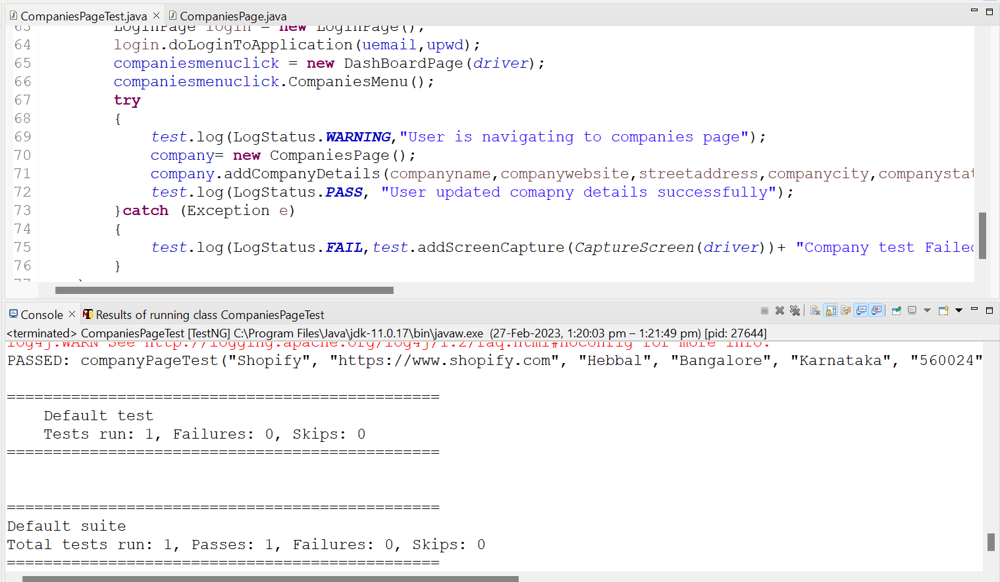 CompaniesPageTest.java CompaniesPage.java
63 LoginPage login = new LoginPage();
64 login.doLoginToApplication(uemail,upwd);
65 companiesmenuclick = new DashBoardPage(driver);
66 companiesmenuclick.CompaniesMenu();
67 try
68 {
69 test.log(LogStatus.WARNING,"User is navigating to companies page");
70 company= new CompaniesPage();
71 company.addCompanyDetails(companyname,companywebsite,streetaddress,companycity,companystat
72 test.log(LogStatus.PASS, "User updated comapny details successfully");
73 }catch (Exception e)
74 {
75 test.log(LogStatus.FAIL,test.addScreenCapture(CaptureScreen(driver))+ "Company test Failed
76 }
77
Console Results of running class CompaniesPageTest
<terminated> CompaniesPageTest [TestNG] C:\Program Files\Java\jdk-11.0.17\bin\javaw.exe (27-Feb-2023, 1:20:03 pm – 1:21:49 pm) [pid: 27644]
log4j:WARN See http://logging.apache.org/log4j/1.2/faq.html#noconfig for more info.
PASSED: companyPageTest("Shopify", "https://www.shopify.com", "Hebbal", "Bangalore", "Karnataka", "560024"
===============================================
Default test
Tests run: 1, Failures: 0, Skips: 0
===============================================
===============================================
Default suite
Total tests run: 1, Passes: 1, Failures: 0, Skips: 0
===============================================